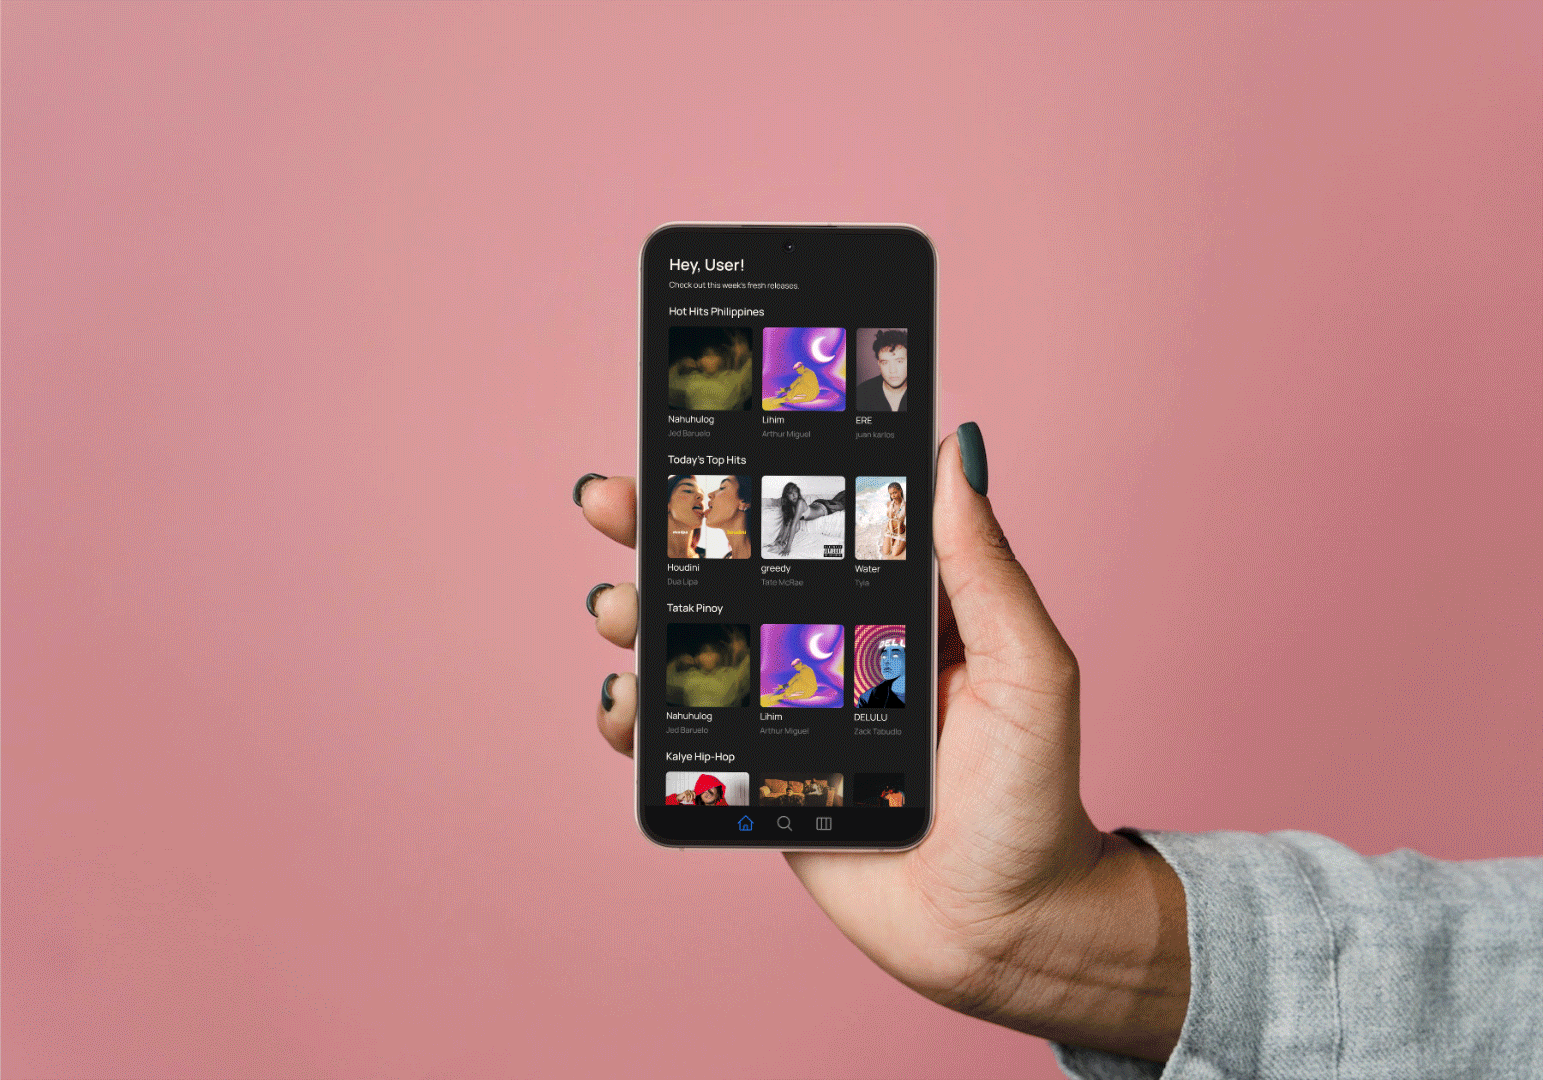 Hey, User!
Check out this week's fresh releases.
Hot Hits Philippines
Nahuhulog
Jed Baruelo
Lihim
Arthur Miguel
ERE
juan karlos
Today's Top Hits
Houdini
Dua Lipa
greedy
Tate McRae
Water
Tyla
Tatak Pinoy
Nahuhulog
Jed Baruelo
Lihim
Arthur Miguel
DELULU
Zack Tabudlo
Kalye Hip-Hop